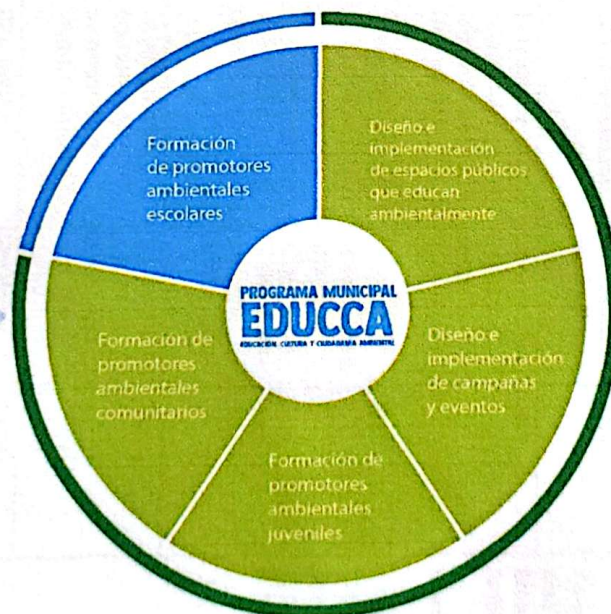 Formación
de promotores
ambientales
escolares
Diseño e
implementación
de espacios públicos
que educan
ambientalmente
PROGRAMA MUNICIPAL
EDUCCA
EDUCACIÓN, CULTURA Y CIUDADANÍA AMBIENTAL
Formación de
promotores
ambientales
comunitarios
Diseño e
implementación
de campañas
y eventos
Formación de
promotores
ambientales
juveniles